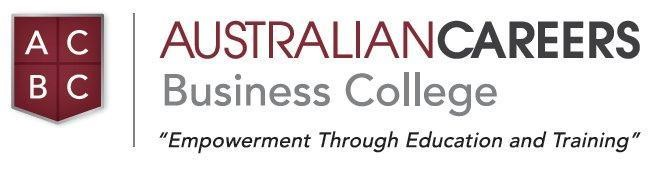 A C
B C
AUSTRALIANCAREERS
Business College
“Empowerment Through Education and Training”